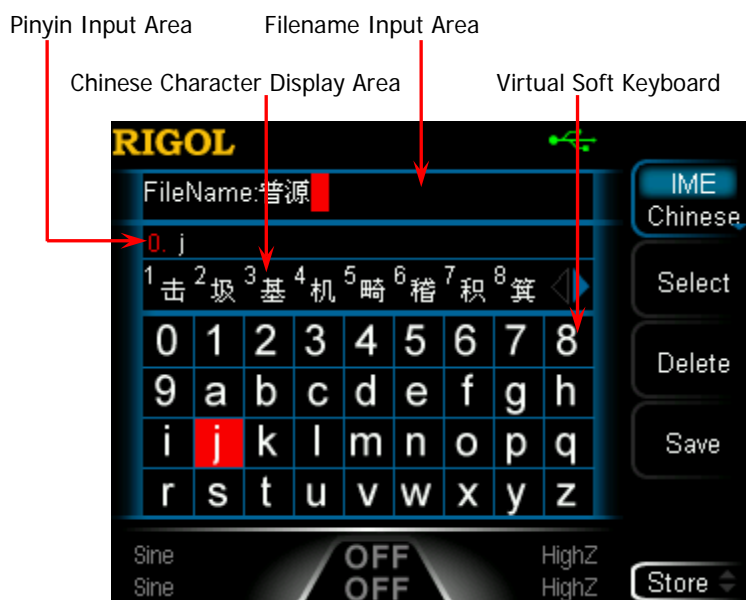 Pinyin Input Area
Filename Input Area
Chinese Character Display Area
Virtual Soft Keyboard
RIGOL
FileName:普源
0. j
1击 2圾 3基 4机 5畸 6稽 7积 8箕
0 1 2 3 4 5 6 7 8
9 a b c d e f g h
i j k l m n o p q
r s t u v w x y z
IME
Chinese
Select
Delete
Save
Sine OFF HighZ
Sine OFF HighZ
Store